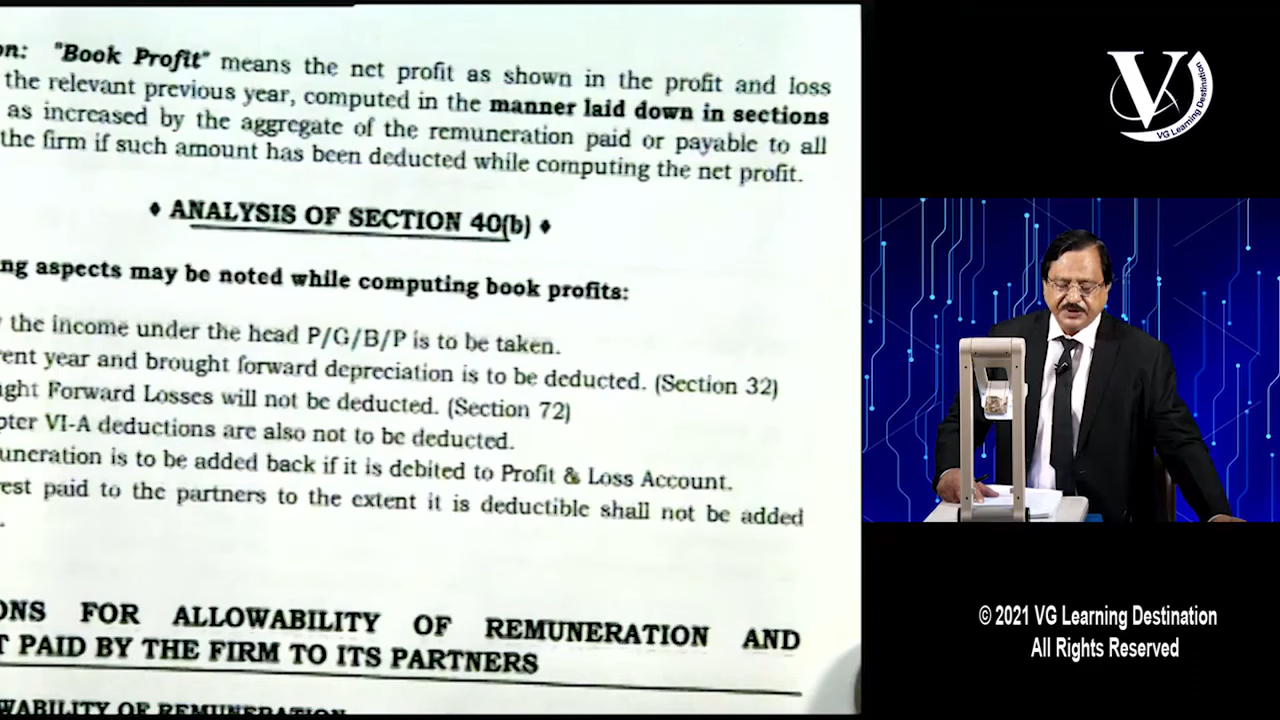 on: "Book Profit" means the net profit as shown in the profit and loss
the relevant previous year, computed in the manner laid down in sections
as increased by the aggregate of the remuneration paid or payable to all
the firm if such amount has been deducted while computing the net profit.
♦ ANALYSIS OF SECTION 40(b) ♦
ng aspects may be noted while computing book profits:
the income under the head P/G/B/P is to be taken.
ent year and brought forward depreciation is to be deducted. (Section 32)
ght Forward Losses will not be deducted. (Section 72)
pter VI-A deductions are also not to be deducted.
uneration is to be added back if it is debited to Profit & Loss Account.
est paid to the partners to the extent it is deductible shall not be added
.
ONS FOR ALLOWABILITY OF REMUNERATION AND
T PAID BY THE FIRM TO ITS PARTNERS
WABILITY OF REMUNERATION
V
VG Learning Destination
© 2021 VG Learning Destination
All Rights Reserved